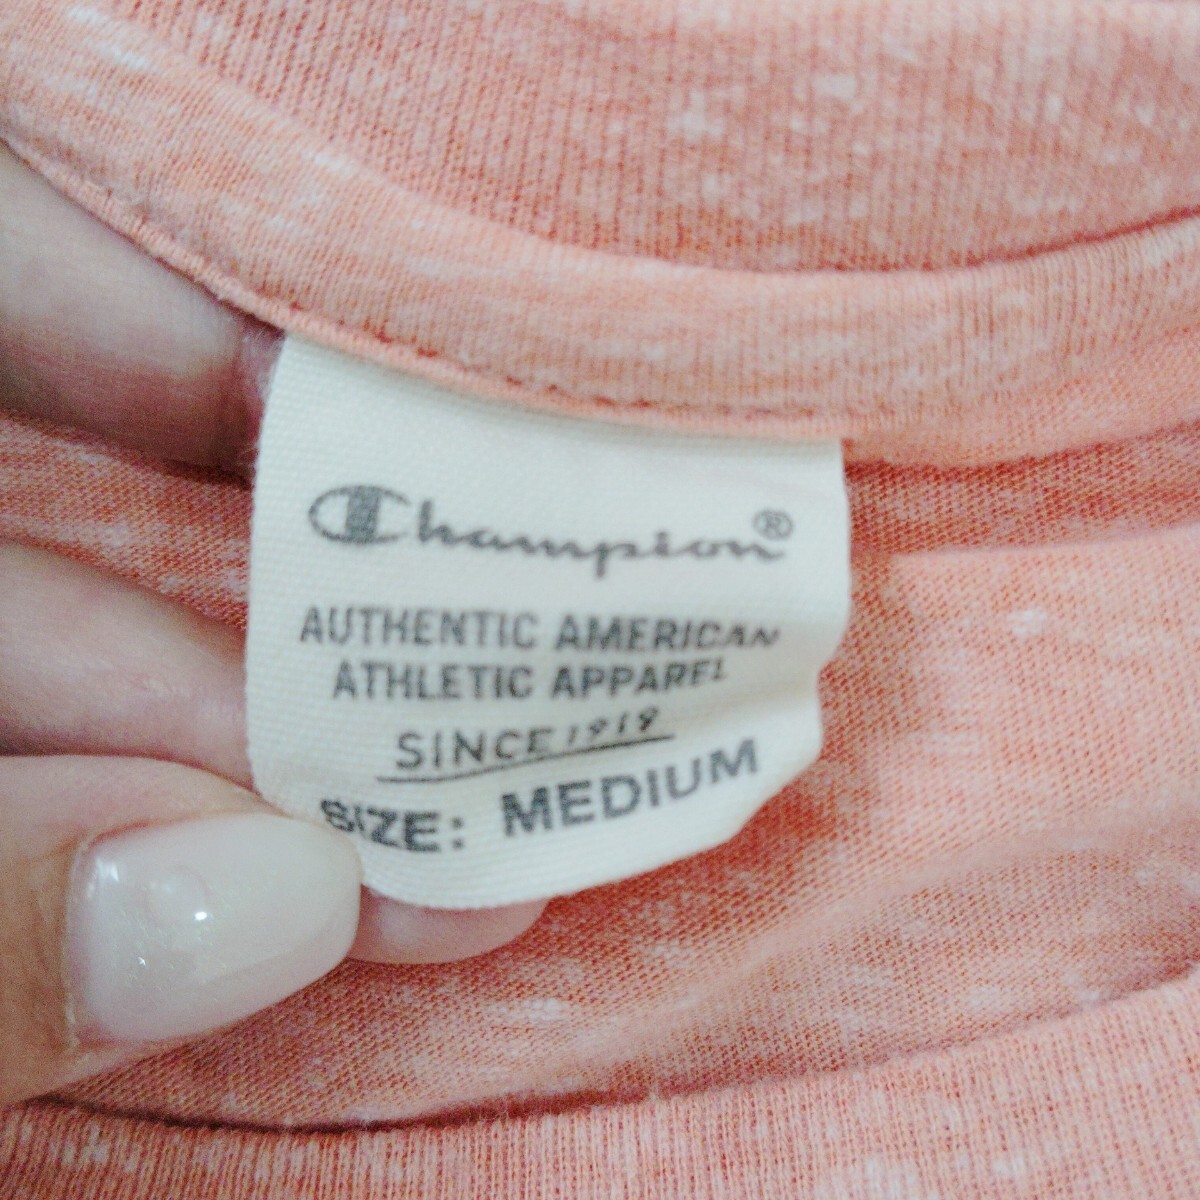 Champion®
AUTHENTIC AMERICAN
ATHLETIC APPAREL
SINCE 1919
SIZE: MEDIUM